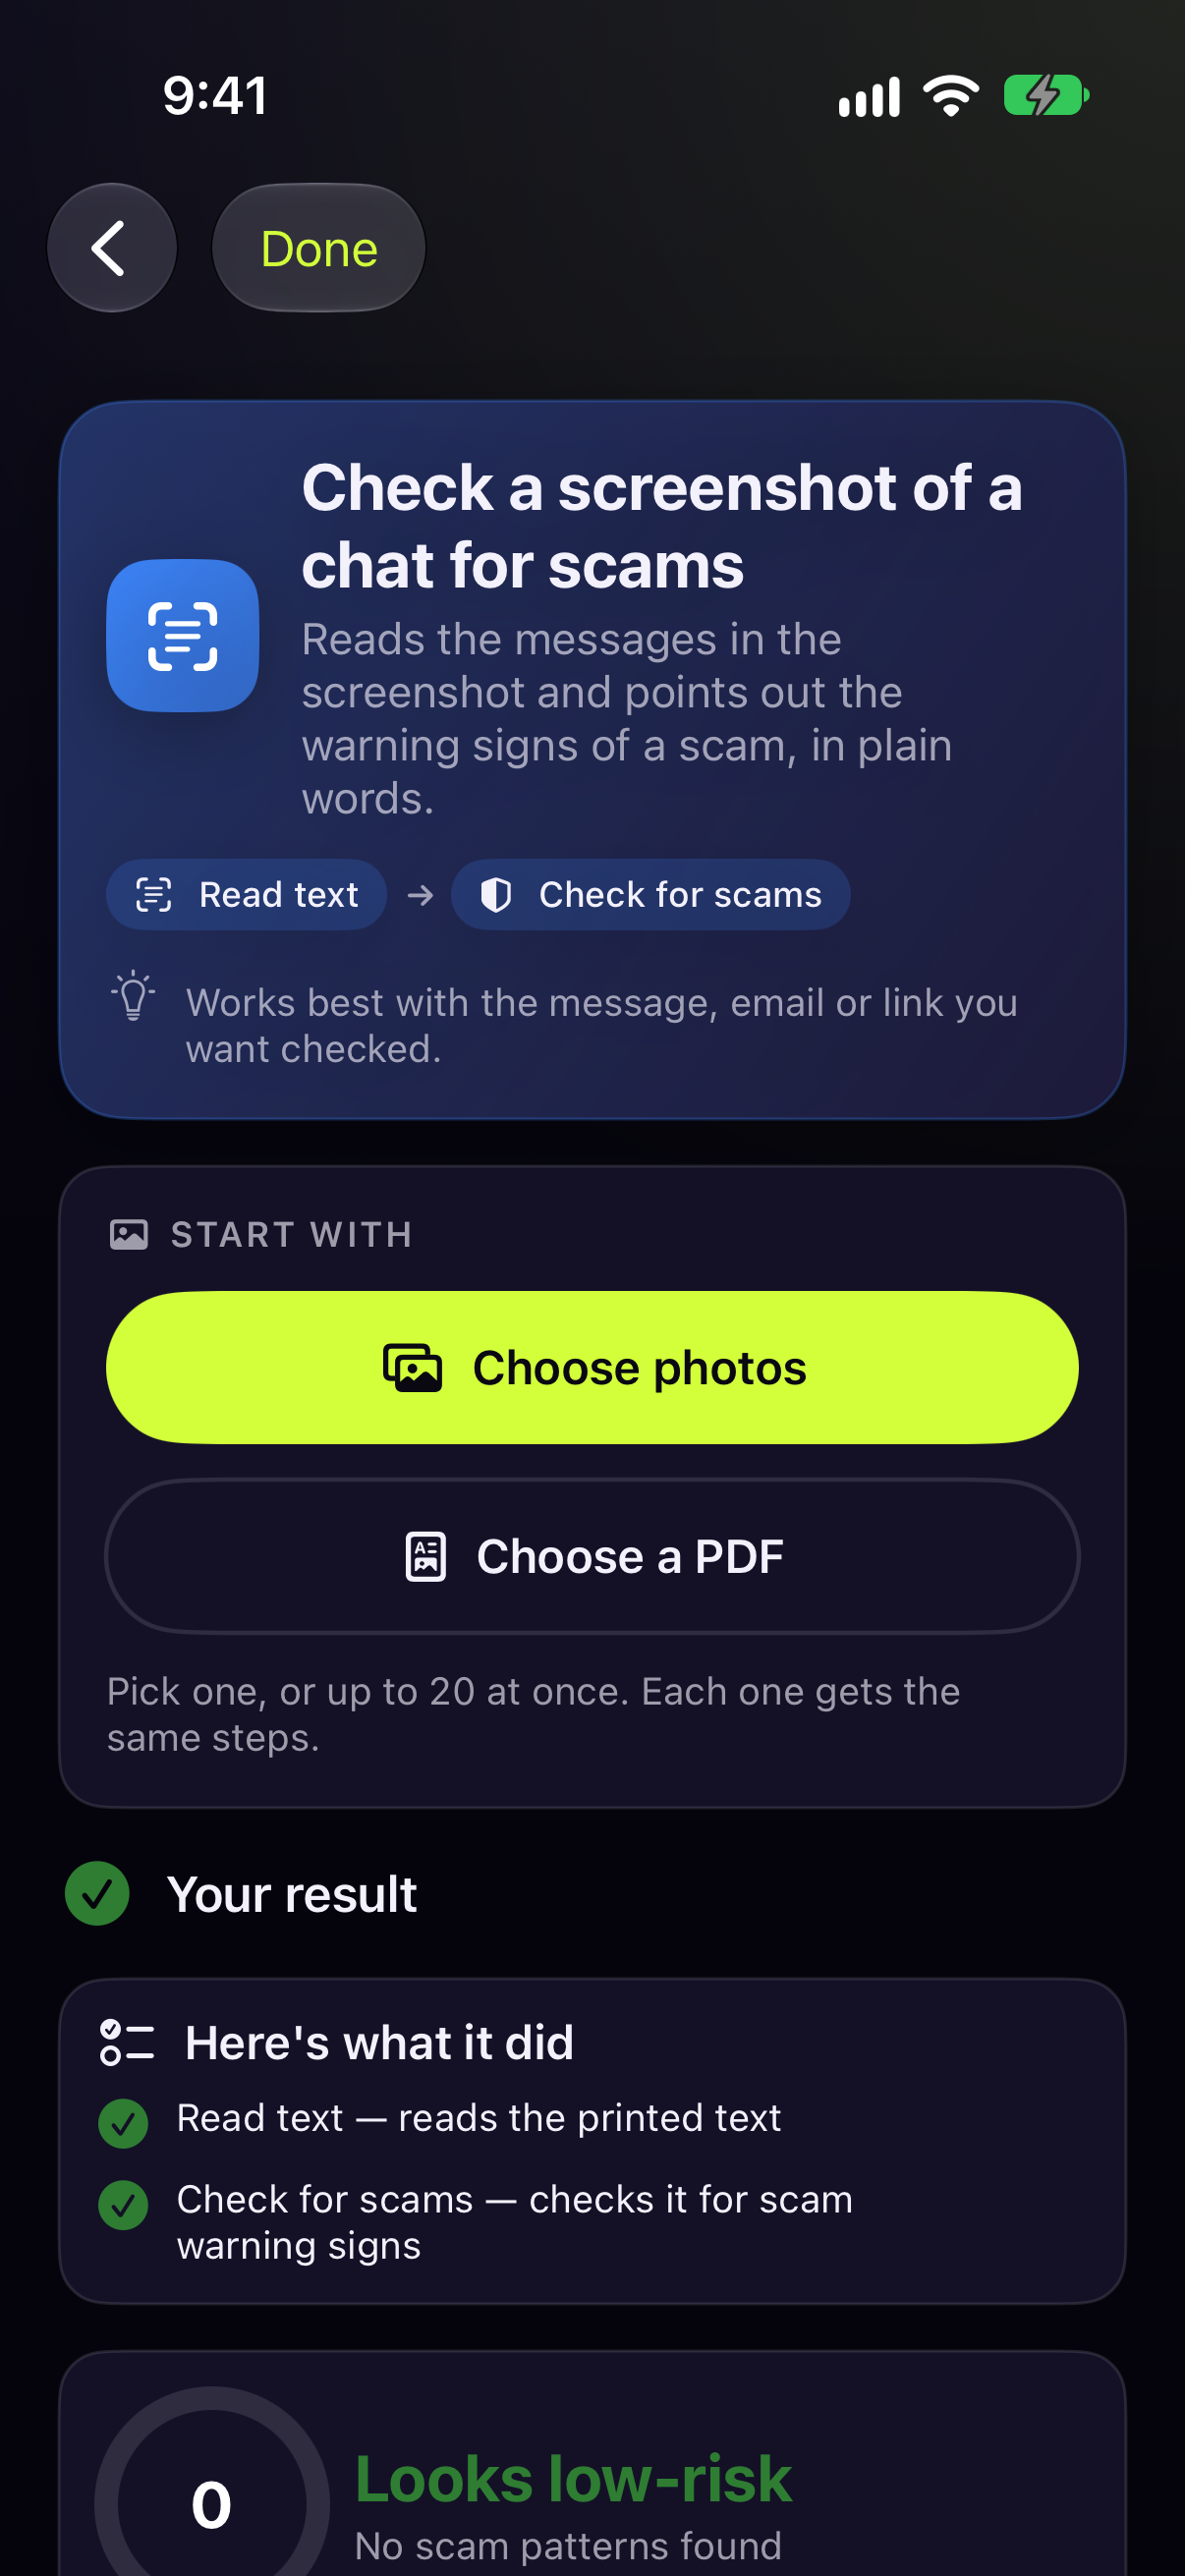 9:41
Done
Check a screenshot of a
chat for scams
Reads the messages in the
screenshot and points out the
warning signs of a scam, in plain
words.
Read text → Check for scams
Works best with the message, email or link you
want checked.
START WITH
Choose photos
Choose a PDF
Pick one, or up to 20 at once. Each one gets the
same steps.
Your result
Here's what it did
Read text — reads the printed text
Check for scams — checks it for scam
warning signs
0
Looks low-risk
No scam patterns found